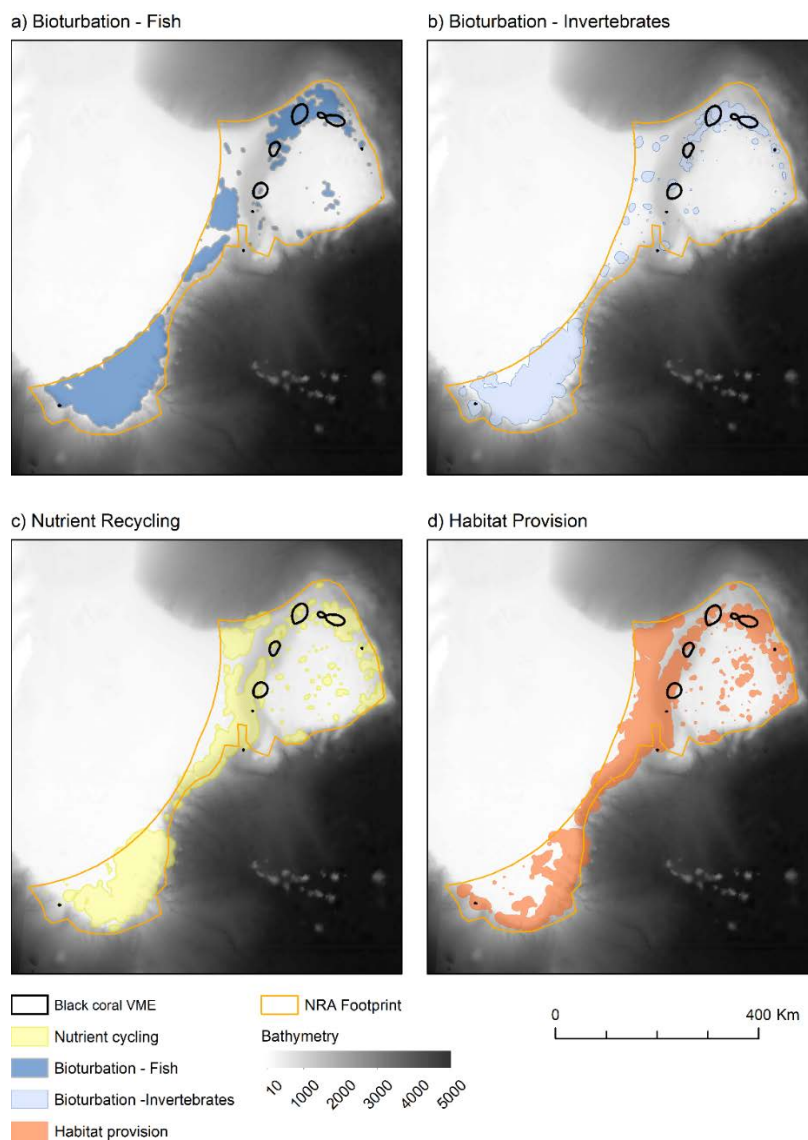 a) Bioturbation - Fish
b) Bioturbation - Invertebrates
c) Nutrient Recycling
d) Habitat Provision
Black coral VME
Nutrient cycling
Bioturbation - Fish
Bioturbation -Invertebrates
Habitat provision
NRA Footprint
Bathymetry
10 1000 2000 3000 4000 5000
0 400 Km